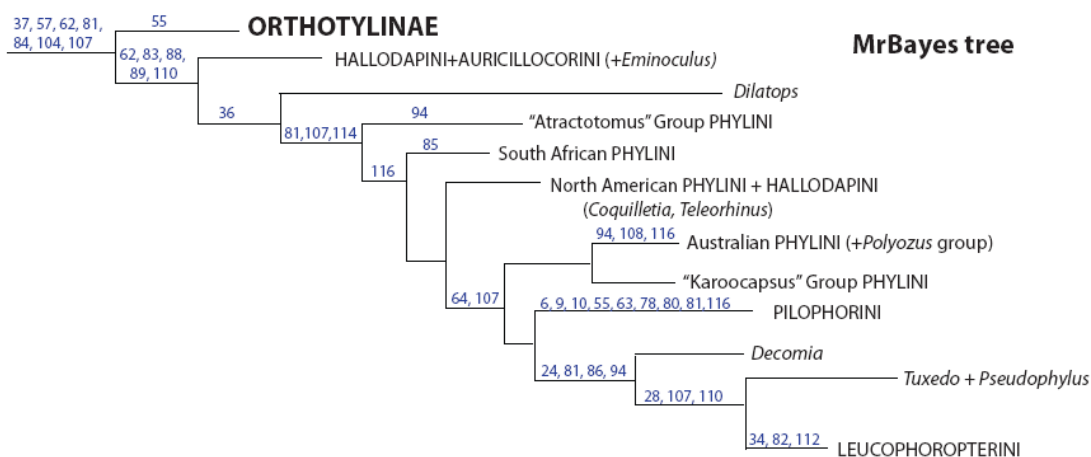 37, 57, 62, 81,
84, 104, 107
55
ORTHOTYLINAE
MrBayes tree
62, 83, 88,
89, 110
HALLODAPINI+AURICILLOCORINI (+Eminoculus)
36
Dilatops
81,107,114
94
“Atractotomus” Group PHYLINI
116
85
South African PHYLINI
North American PHYLINI + HALLODAPINI
(Coquilletia, Teleorhinus)
94, 108, 116
Australian PHYLINI (+Polyozus group)
“Karoocapsus” Group PHYLINI
64, 107
6, 9, 10, 55, 63, 78, 80, 81,116
PILOPHORINI
Decomia
24, 81, 86, 94
Tuxedo + Pseudophylus
28, 107, 110
34, 82, 112
LEUCOPHOROPTERINI